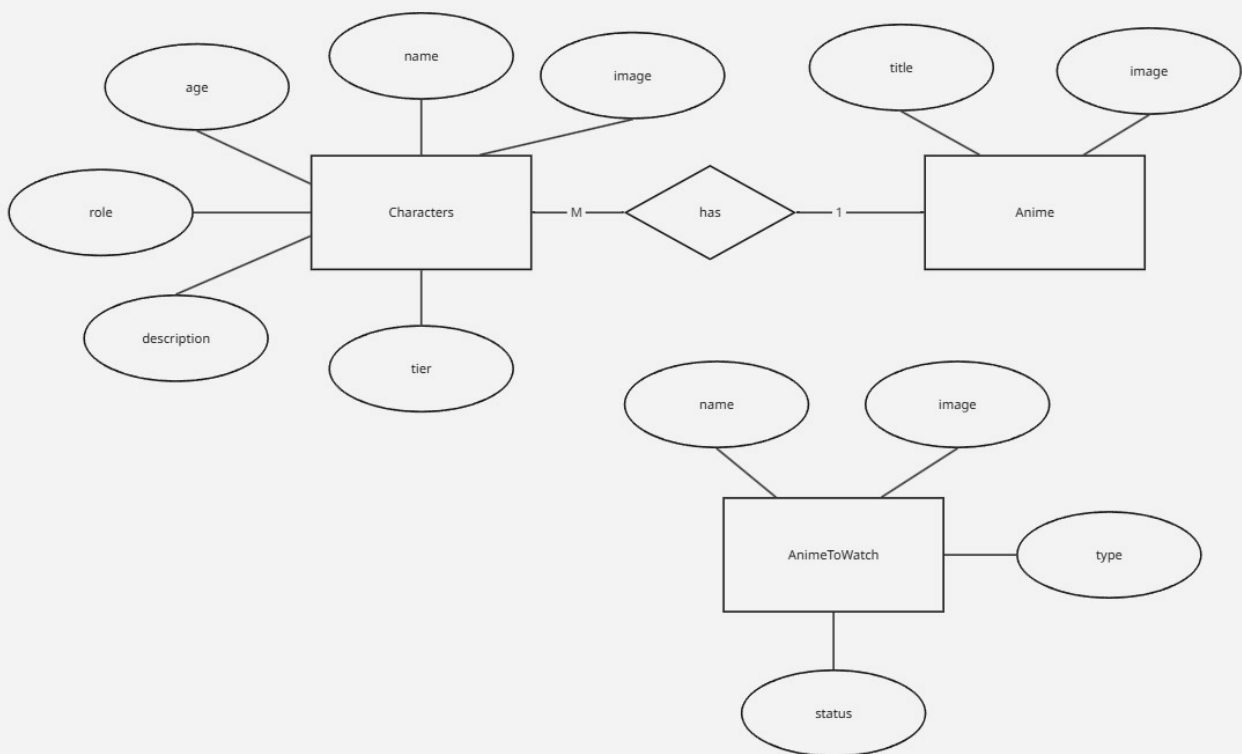 name
image
title
image
age
role
Characters
M
has
1
Anime
description
tier
name
image
AnimeToWatch
type
status